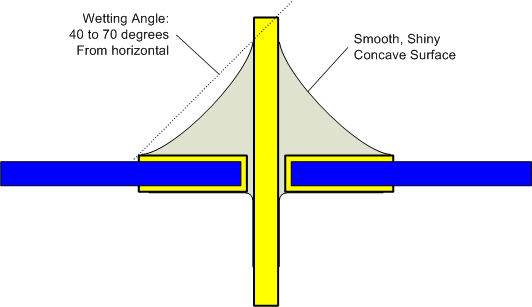 Wetting Angle:
40 to 70 degrees
From horizontal
Smooth, Shiny
Concave Surface